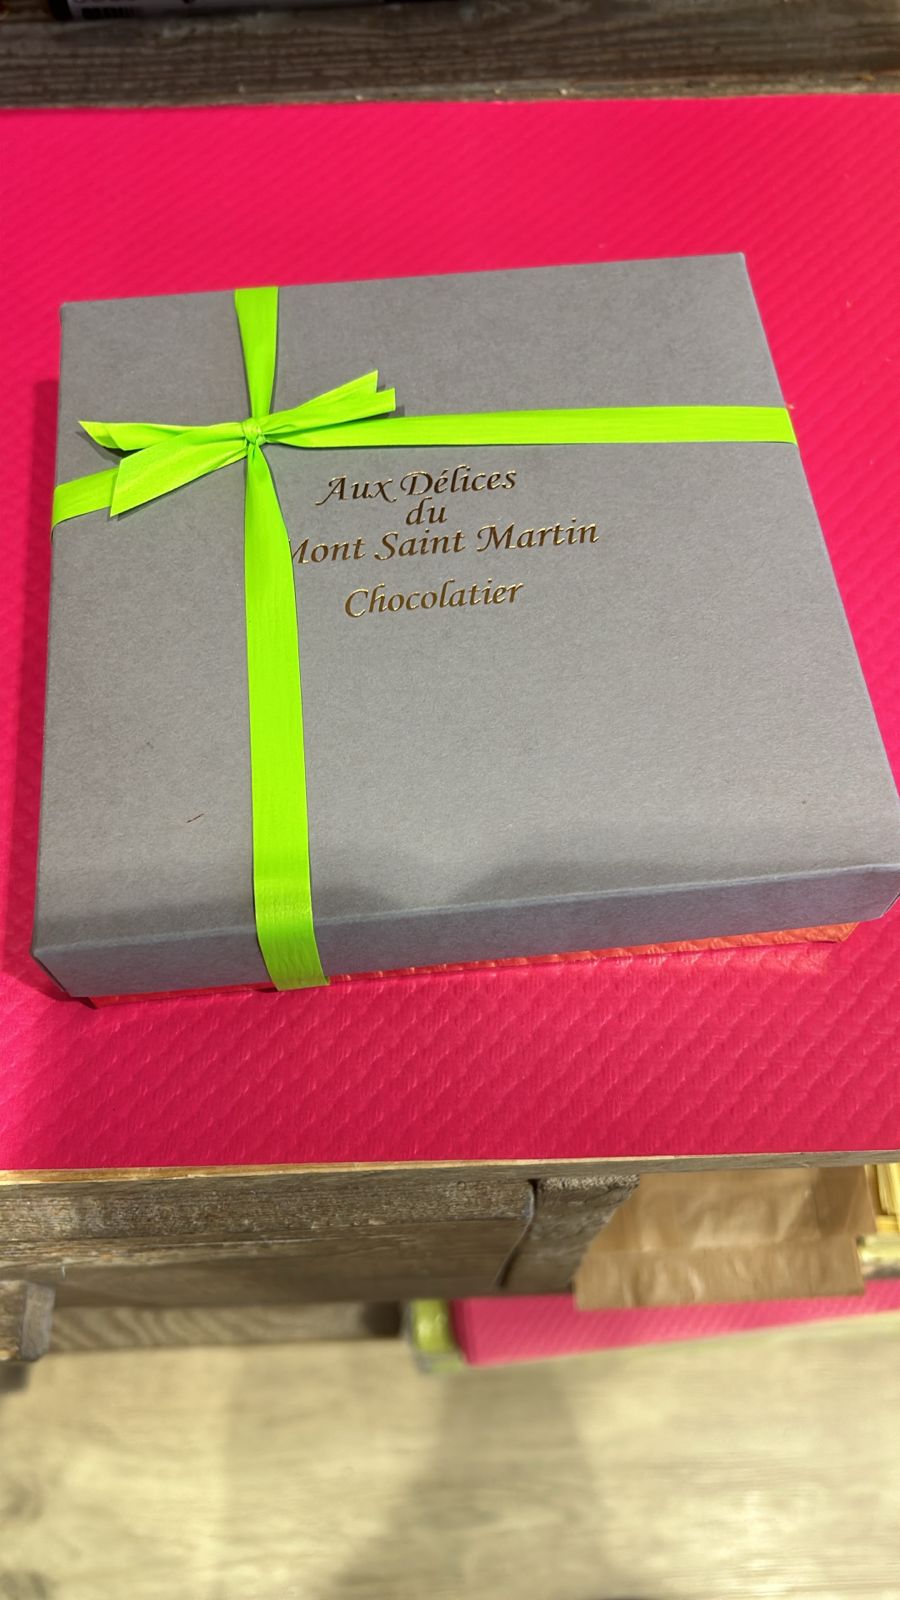 Aux Délices
du
Mont Saint Martin
Chocolatier